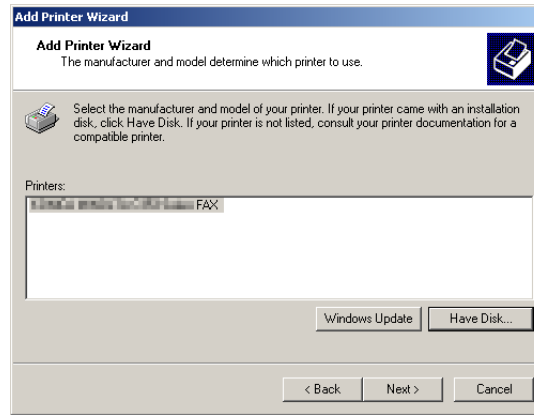 Add Printer Wizard
Add Printer Wizard
The manufacturer and model determine which printer to use.
Select the manufacturer and model of your printer. If your printer came with an installation
disk, click Have Disk. If your printer is not listed, consult your printer documentation for a
compatible printer.
Printers:
FAX
Windows Update
Have Disk...
< Back
Next >
Cancel